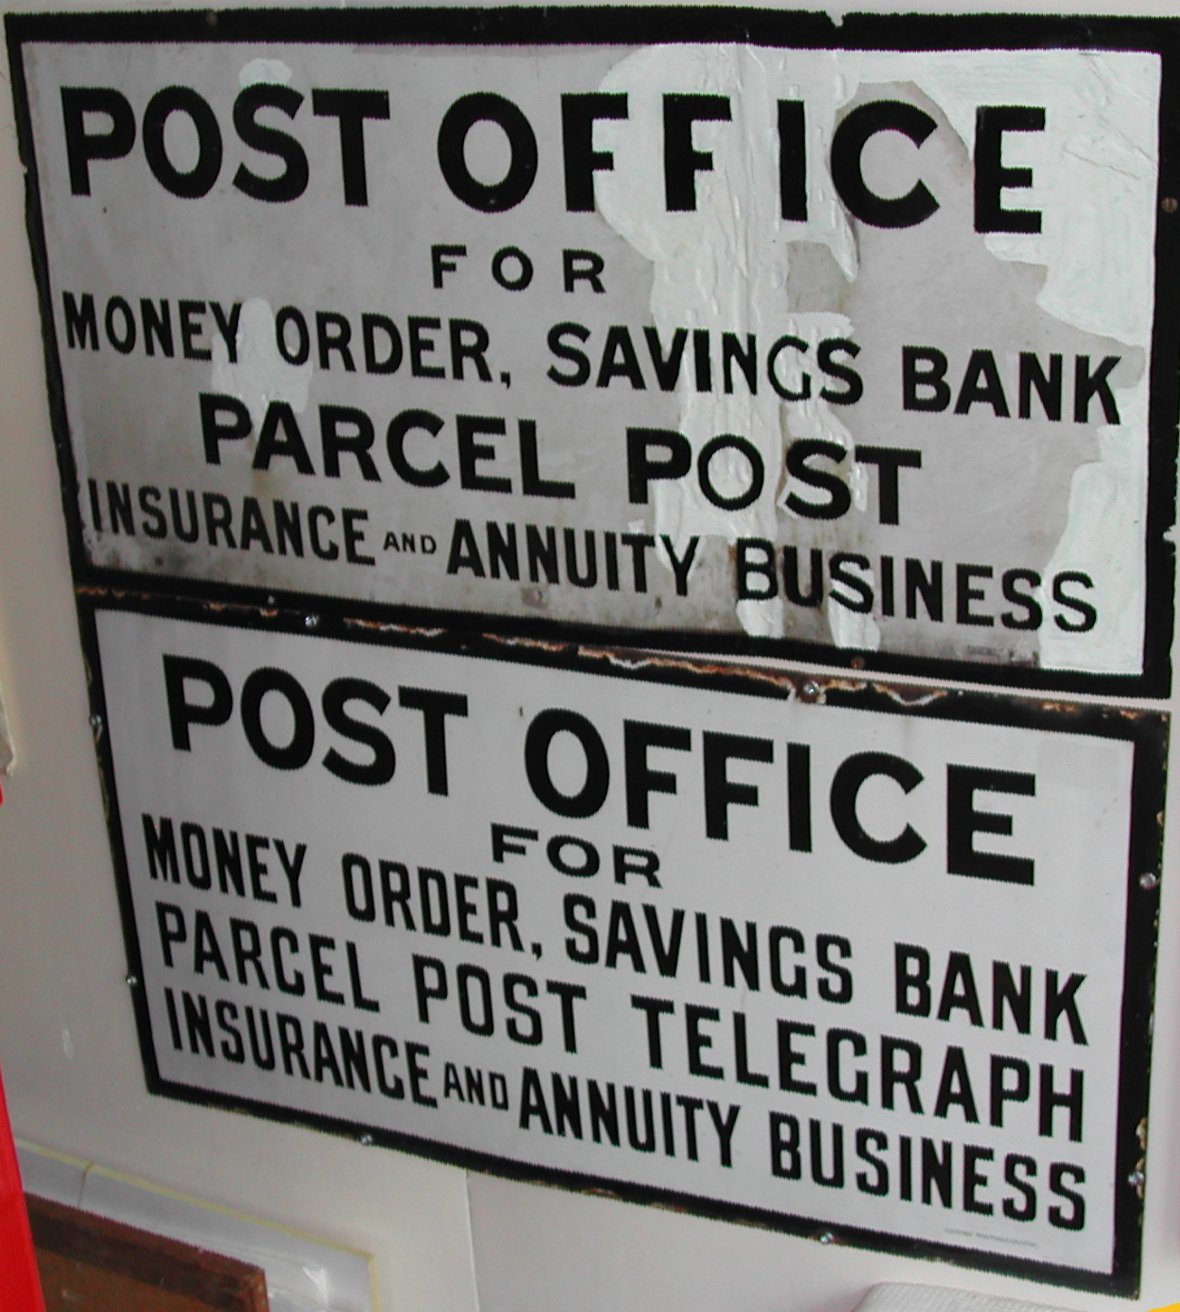 POST OFFICE
FOR
MONEY ORDER, SAVINGS BANK
PARCEL POST
INSURANCE AND ANNUITY BUSINESS
POST OFFICE
FOR
MONEY ORDER, SAVINGS BANK
PARCEL POST TELEGRAPH
INSURANCE AND ANNUITY BUSINESS